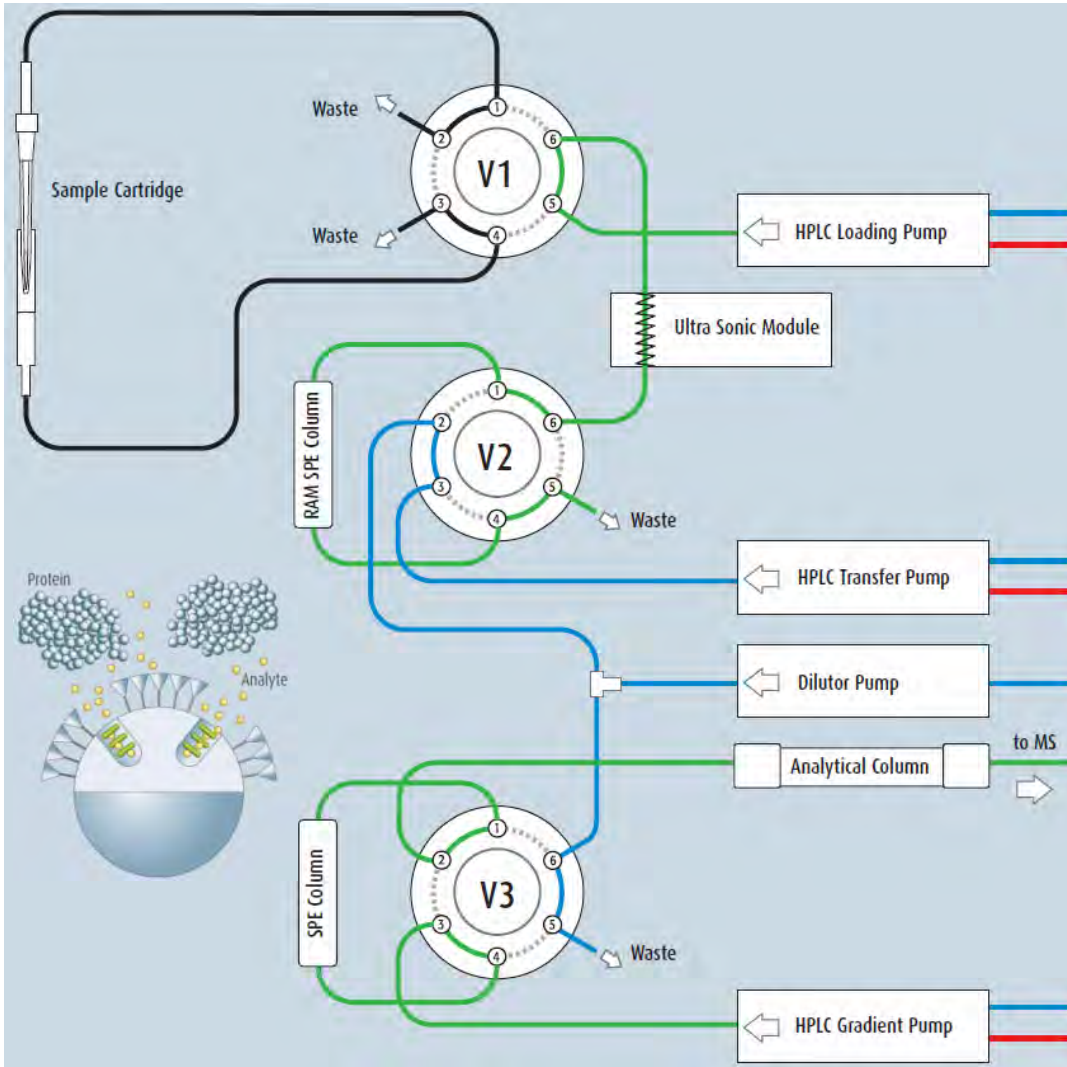 Waste
1
2
6
V1
Sample Cartridge
3
5
4
Waste
HPLC Loading Pump
Ultra Sonic Module
RAM SPE Column
1
2
6
V2
3
5
4
Waste
HPLC Transfer Pump
Protein
Analyte
Dilutor Pump
Analytical Column
to MS
SPE Column
1
2
6
V3
3
5
4
Waste
HPLC Gradient Pump